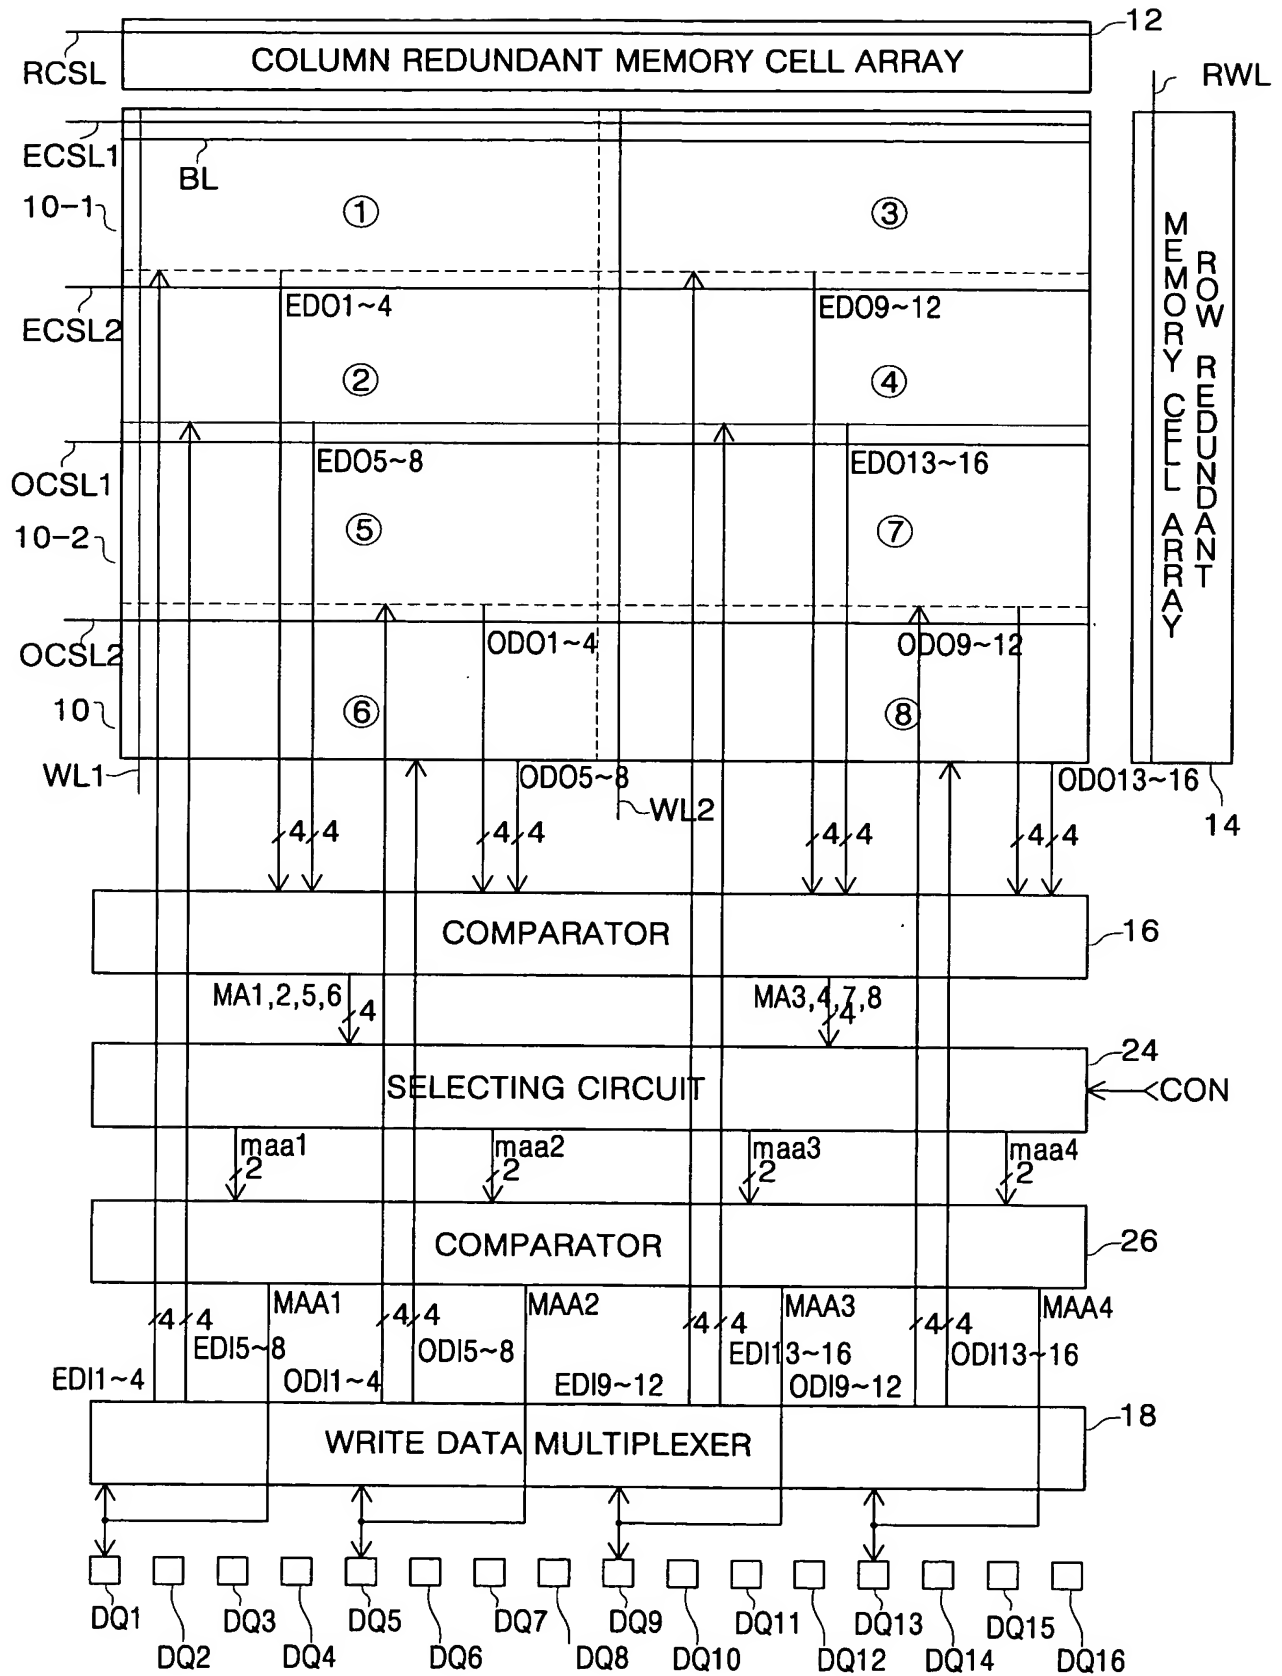 12
RCSL
COLUMN REDUNDANT MEMORY CELL ARRAY
RWL
ECSL1
BL
10-1
①
③
ECSL2
EDO1~4
EDO9~12
②
④
MEMORY CELL ARRAY
ROW REDUNDANT
OCSL1
EDO5~8
EDO13~16
10-2
⑤
⑦
OCSL2
ODO1~4
ODO9~12
10
⑥
⑧
WL1
ODO5~8
WL2
ODO13~16
14
4 4 4 4 4 4 4 4
COMPARATOR
16
MA1,2,5,6
4
MA3,4,7,8
4
24
SELECTING CIRCUIT
CON
maa1
2
maa2
2
maa3
2
maa4
2
COMPARATOR
26
MAA1
MAA2
MAA3
MAA4
4 4 4 4 4 4 4 4
EDI5~8
ODI5~8
EDI13~16
ODI13~16
EDI1~4
ODI1~4
EDI9~12
ODI9~12
18
WRITE DATA MULTIPLEXER
DQ1
DQ2
DQ3
DQ4
DQ5
DQ6
DQ7
DQ8
DQ9
DQ10
DQ11
DQ12
DQ13
DQ14
DQ15
DQ16